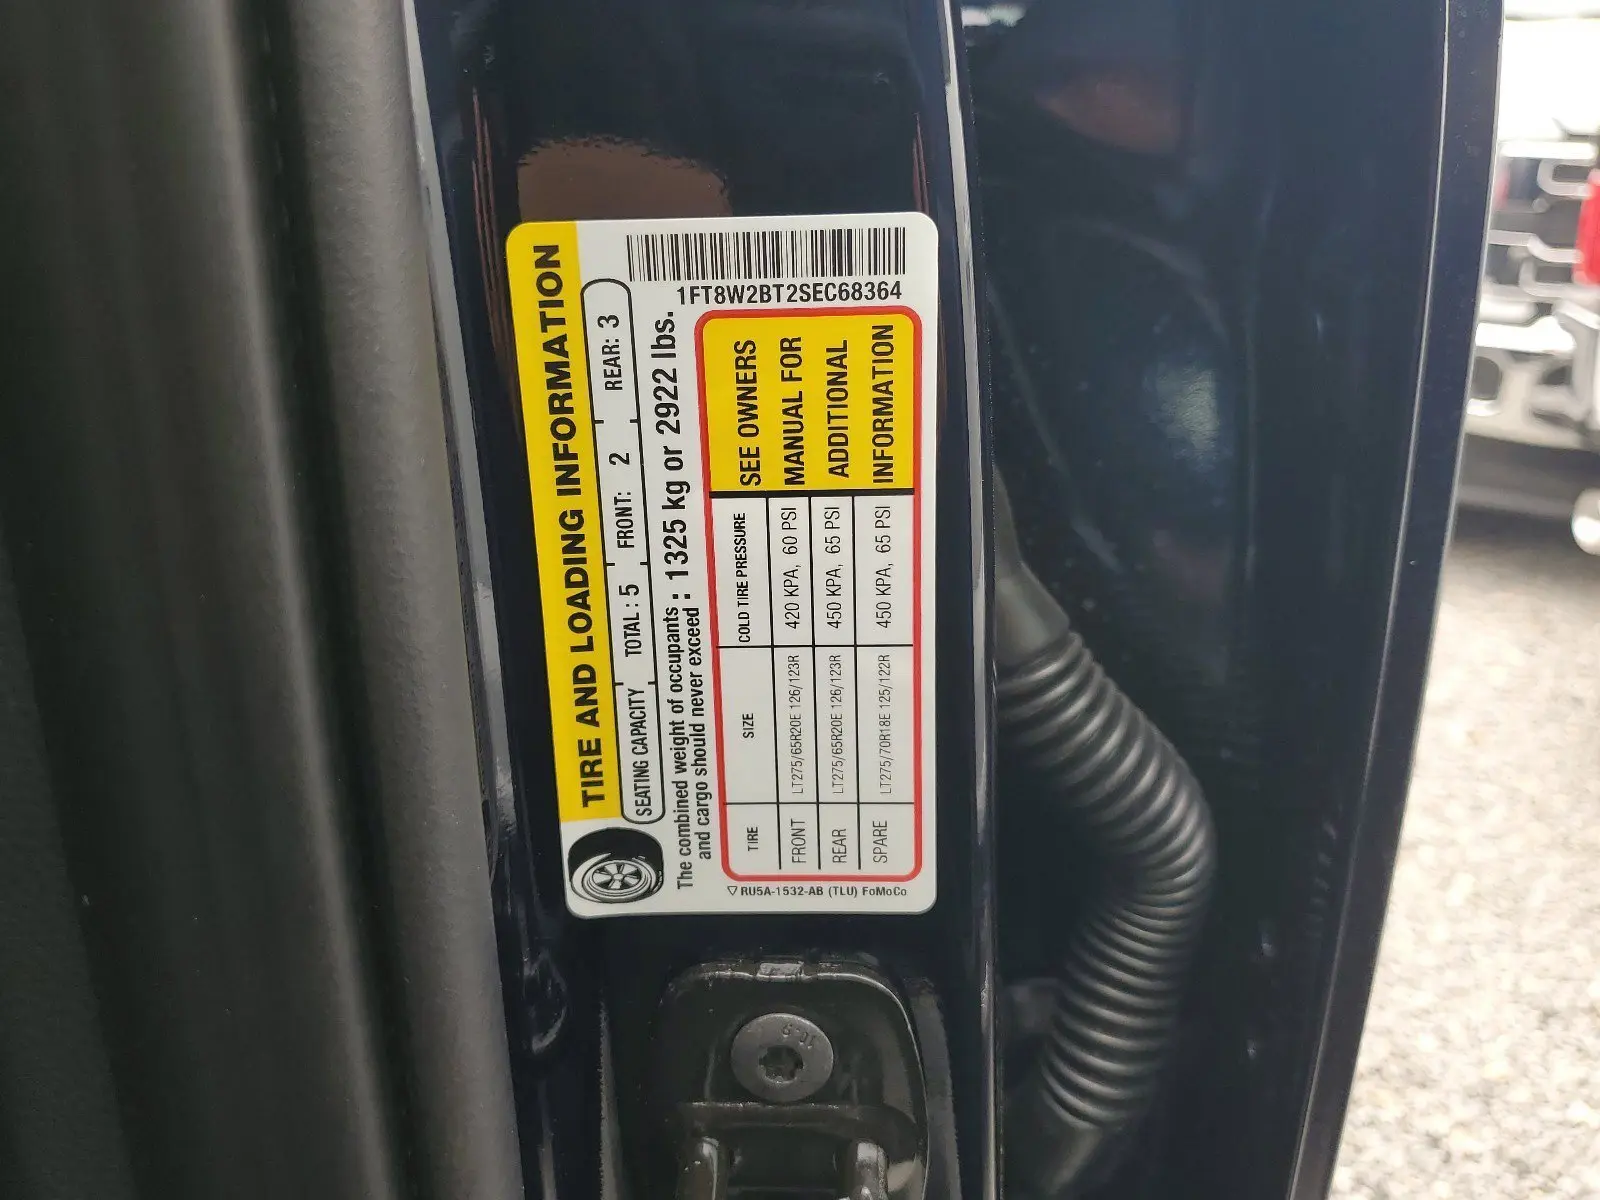 TIRE AND LOADING INFORMATION
SEATING CAPACITY TOTAL : 5 FRONT: 2 REAR: 3
The combined weight of occupants and cargo should never exceed : 1325 kg or 2922 lbs.
1FT8W2BT2SEC68364
TIRE SIZE COLD TIRE PRESSURE
FRONT LT275/65R20E 126/123R 420 KPA, 60 PSI
REAR LT275/65R20E 126/123R 450 KPA, 65 PSI
SPARE LT275/70R18E 125/122R 450 KPA, 65 PSI
SEE OWNERS
MANUAL FOR
ADDITIONAL
INFORMATION
RU5A-1532-AB (TLU) FoMoCo
10.9